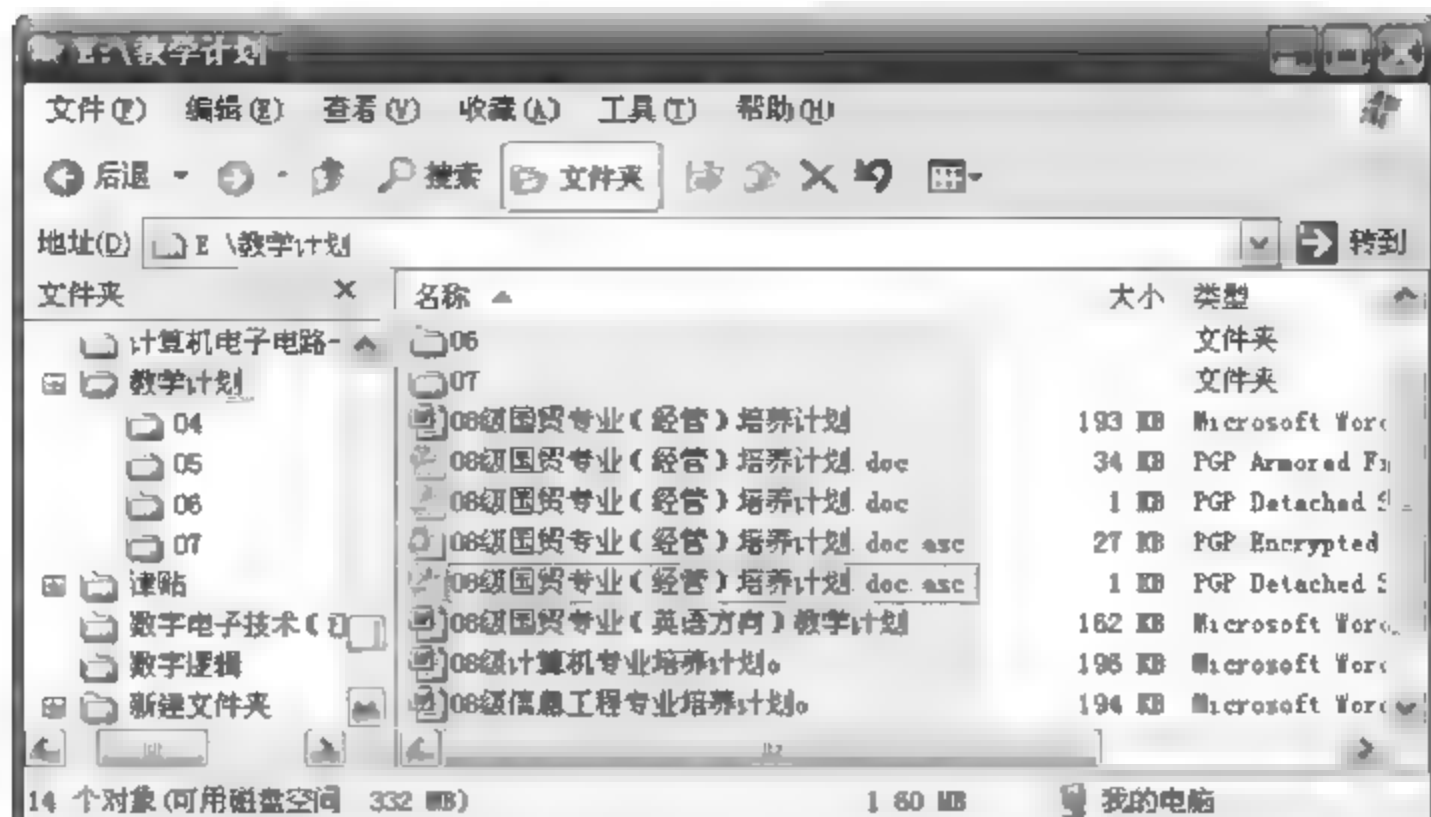 E:\教学计划
文件(F) 编辑(E) 查看(V) 收藏(A) 工具(T) 帮助(H)
后退 搜索 文件夹
地址(D) E \教学计划 转到
文件夹 × 名称 大小 类型
计算机电子电路- 06 文件夹
教学计划 07 文件夹
04 08级国贸专业(经管)培养计划 193 KB Microsoft Word
05 08级国贸专业(经管)培养计划.doc 34 KB PGP Armored Fi
06 08级国贸专业(经管)培养计划.doc 1 KB PGP Detached S
07 08级国贸专业(经管)培养计划.doc.asc 27 KB PGP Encrypted
津贴 08级国贸专业(经管)培养计划.doc.asc 1 KB PGP Detached S
数字电子技术( 08级国贸专业(英语方向)教学计划 162 KB Microsoft Word
数字逻辑 08级计算机专业培养计划。 196 KB Microsoft Word
新建文件夹 08级信息工程专业培养计划。 194 KB Microsoft Word
14 个对象(可用磁盘空间 332 MB) 1 60 MB 我的电脑